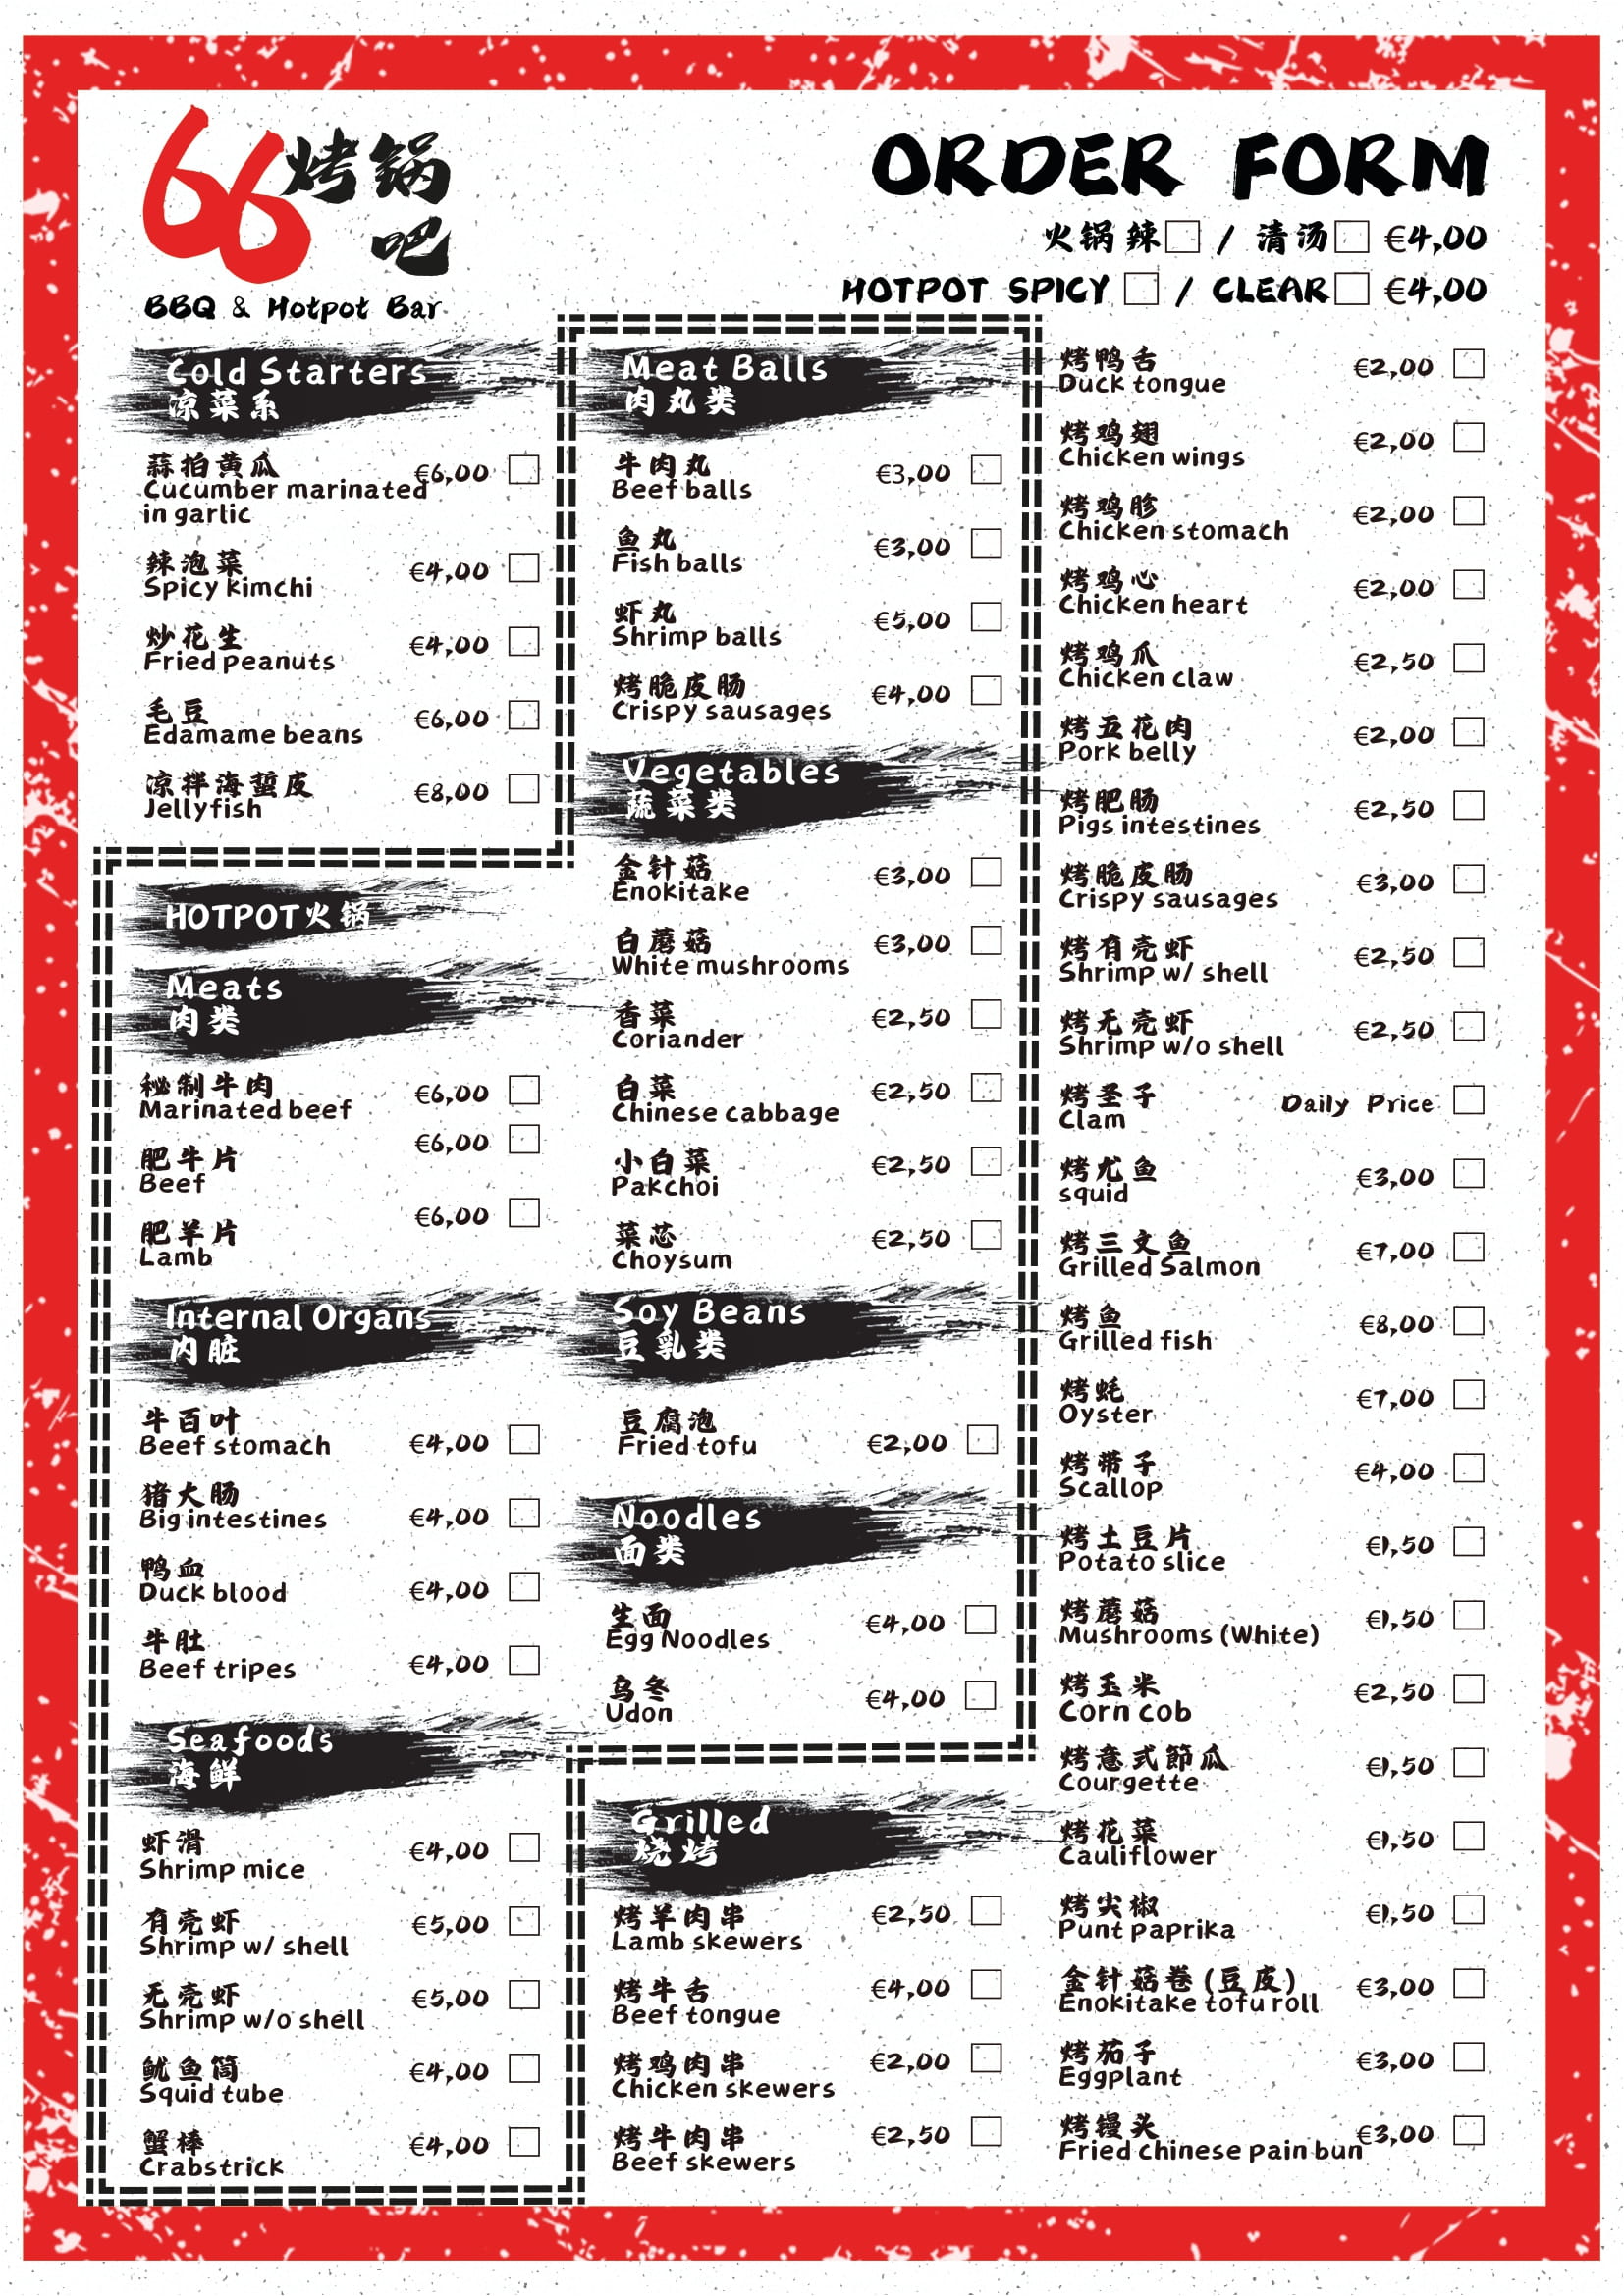 66 烤锅吧
BBQ & Hotpot Bar
ORDER FORM
火锅 辣 / 清汤 €4,00
HOTPOT SPICY / CLEAR €4,00
Cold Starters
凉菜系
蒜拍黄瓜 €6,00
Cucumber marinated
in garlic
辣泡菜
Spicy kimchi €4,00
炒花生
Fried peanuts €4,00
毛豆
Edamame beans €6,00
凉拌海蜇皮
Jellyfish €8,00
HOTPOT火锅
Meats
肉类
秘制牛肉
Marinated beef €6,00
肥牛片 €6,00
Beef
肥羊片 €6,00
Lamb
Internal Organs
内脏
牛百叶
Beef stomach €4,00
猪大肠
Big intestines €4,00
鸭血
Duck blood €4,00
牛肚
Beef tripes €4,00
Seafoods
海鲜
虾滑
Shrimp mice €4,00
有壳虾
Shrimp w/ shell €5,00
无壳虾
Shrimp w/o shell €5,00
鱿鱼筒
Squid tube €4,00
蟹棒
Crabstrick €4,00
Meat Balls
肉丸类
牛肉丸
Beef balls €3,00
鱼丸
Fish balls €3,00
虾丸
Shrimp balls €5,00
烤脆皮肠
Crispy sausages €4,00
Vegetables
蔬菜类
金针菇
Enokitake €3,00
白蘑菇
White mushrooms €3,00
香菜
Coriander €2,50
白菜
Chinese cabbage €2,50
小白菜
Pakchoi €2,50
菜芯
Choysum €2,50
Soy Beans
豆乳类
豆腐泡
Fried tofu €2,00
Noodles
面类
生面
Egg Noodles €4,00
乌冬
Udon €4,00
Grilled
烧烤
烤羊肉串
Lamb skewers €2,50
烤牛舌
Beef tongue €4,00
烤鸡肉串
Chicken skewers €2,00
烤牛肉串
Beef skewers €2,50
烤鸭舌
Duck tongue €2,00
烤鸡翅
Chicken wings €2,00
烤鸡胗
Chicken stomach €2,00
烤鸡心
Chicken heart €2,00
烤鸡爪
Chicken claw €2,50
烤五花肉
Pork belly €2,00
烤肥肠
Pigs intestines €2,50
烤脆皮肠
Crispy sausages €3,00
烤有壳虾
Shrimp w/ shell €2,50
烤无壳虾
Shrimp w/o shell €2,50
烤圣子
Clam Daily Price
烤尤鱼
squid €3,00
烤三文鱼
Grilled Salmon €7,00
烤鱼
Grilled fish €8,00
烤蚝
Oyster €7,00
烤带子
Scallop €4,00
烤土豆片
Potato slice €1,50
烤蘑菇
Mushrooms (White) €1,50
烤玉米
Corn cob €2,50
烤意式節瓜
Courgette €1,50
烤花菜
Cauliflower €1,50
烤尖椒
Punt paprika €1,50
金针菇卷 (豆皮)
Enokitake tofu roll €3,00
烤茄子
Eggplant €3,00
烤馒头
Fried chinese pain bun €3,00